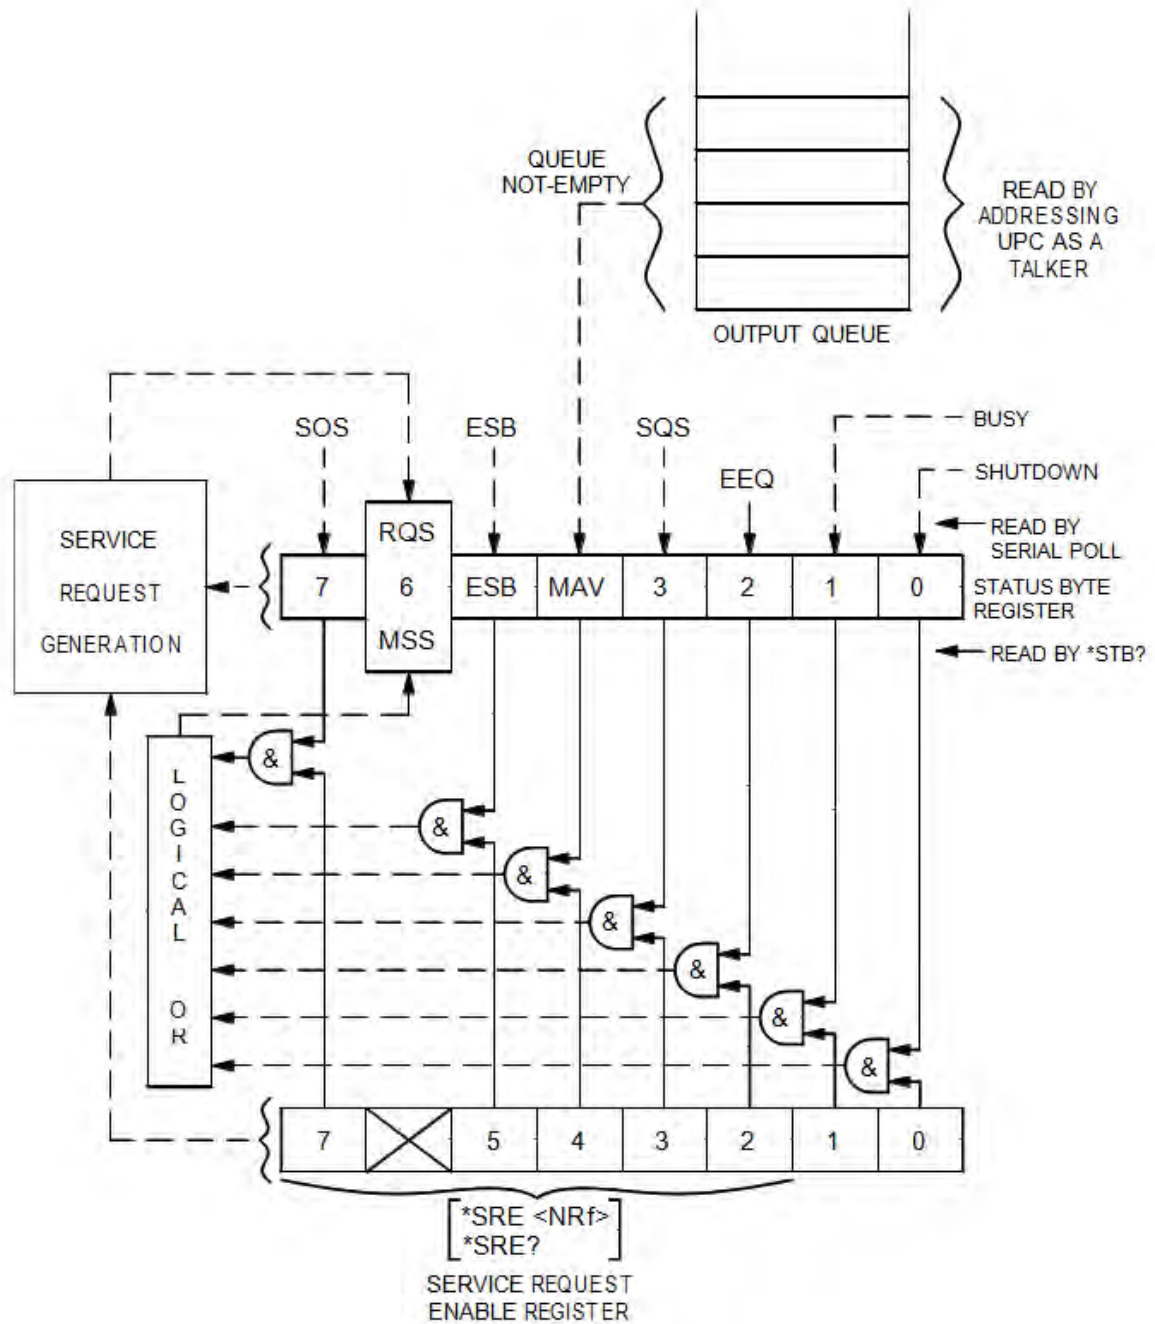 QUEUE
NOT-EMPTY
READ BY
ADDRESSING
UPC AS A
TALKER
OUTPUT QUEUE
SOS
ESB
SQS
EEQ
BUSY
SHUTDOWN
READ BY
SERIAL POLL
SERVICE
REQUEST
GENERATION
RQS
7 6 ESB MAV 3 2 1 0
MSS
STATUS BYTE
REGISTER
READ BY *STB?
&
&
&
&
&
&
&
LOGICAL OR
7 5 4 3 2 1 0
*SRE <NRf>
*SRE?
SERVICE REQUEST
ENABLE REGISTER